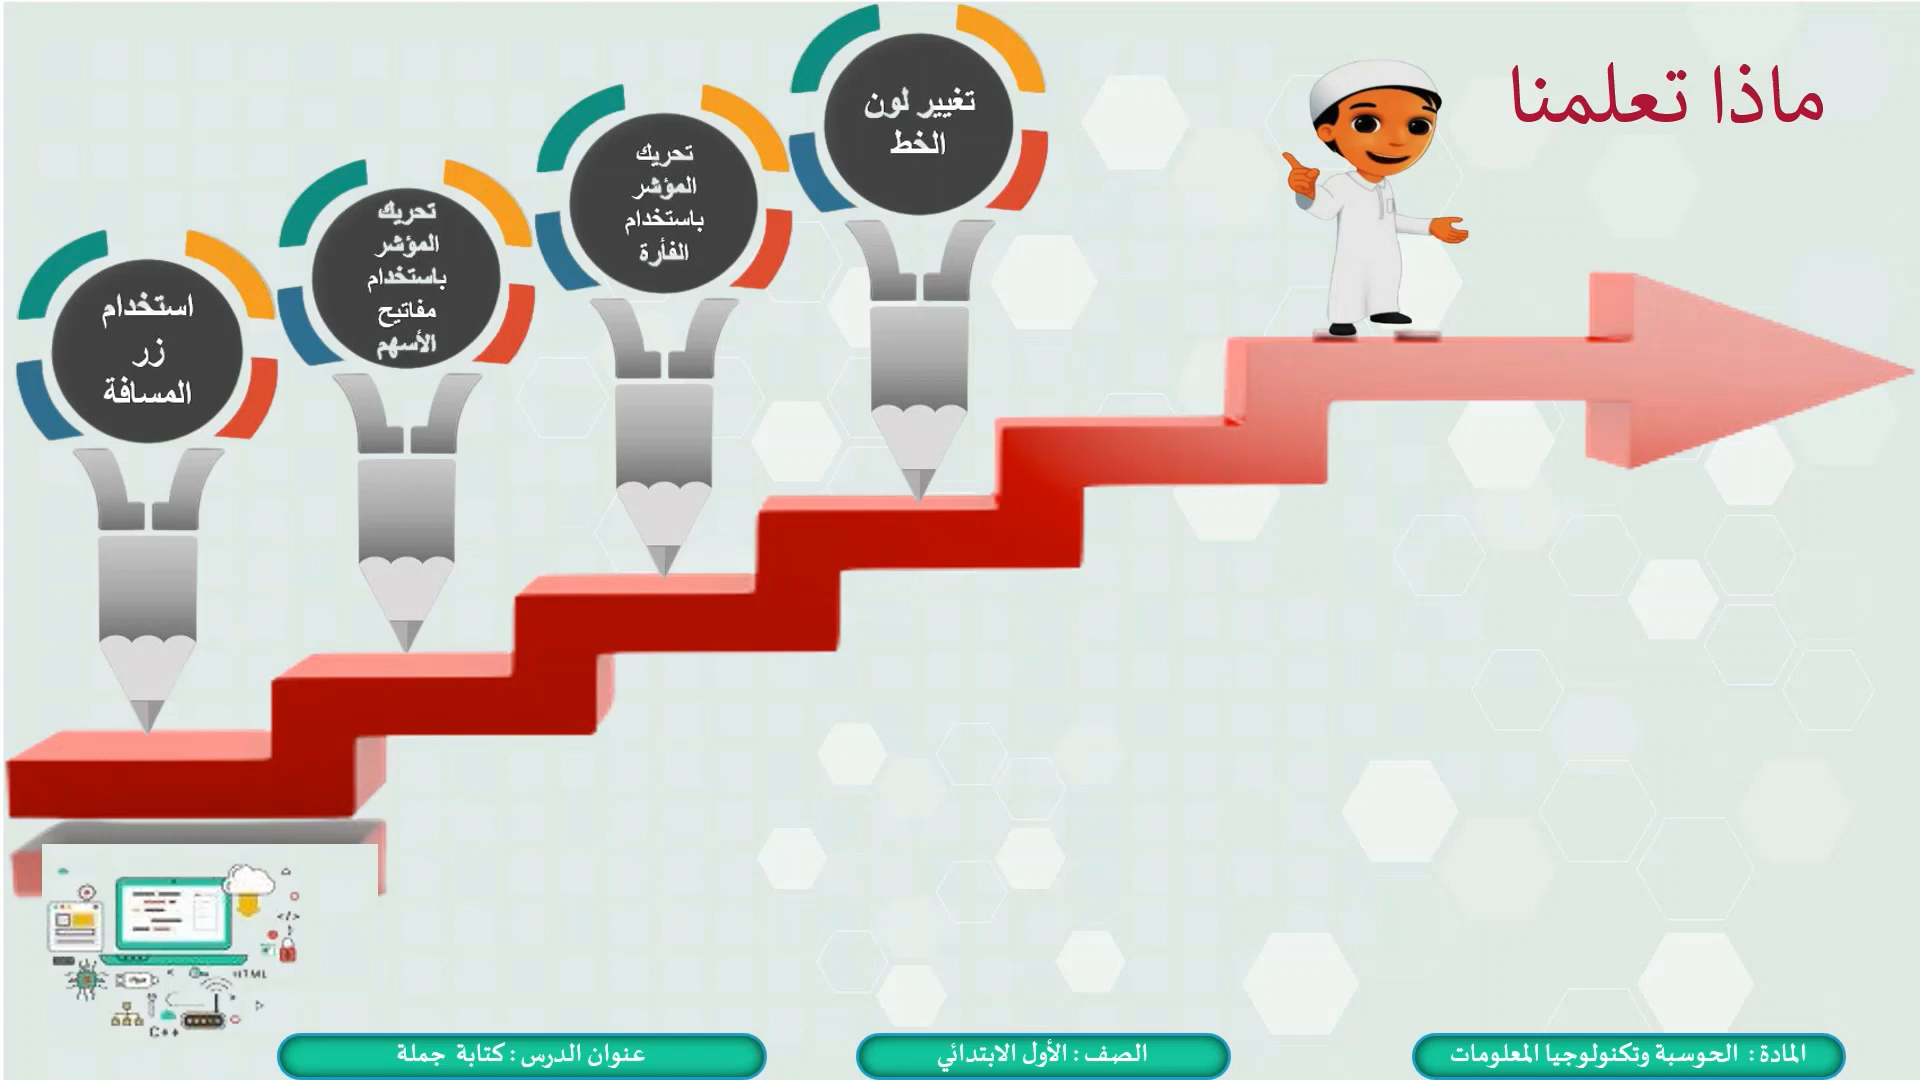 ماذا تعلمنا
تغيير لون
الخط
تحريك
المؤشر
باستخدام
الفأرة
تحريك
المؤشر
باستخدام
مفاتيح
الأسهم
استخدام
زر
المسافة
HTML
C++
</>
المادة : الحوسبة وتكنولوجيا المعلومات
الصف : الأول الابتدائي
عنوان الدرس : كتابة جملة